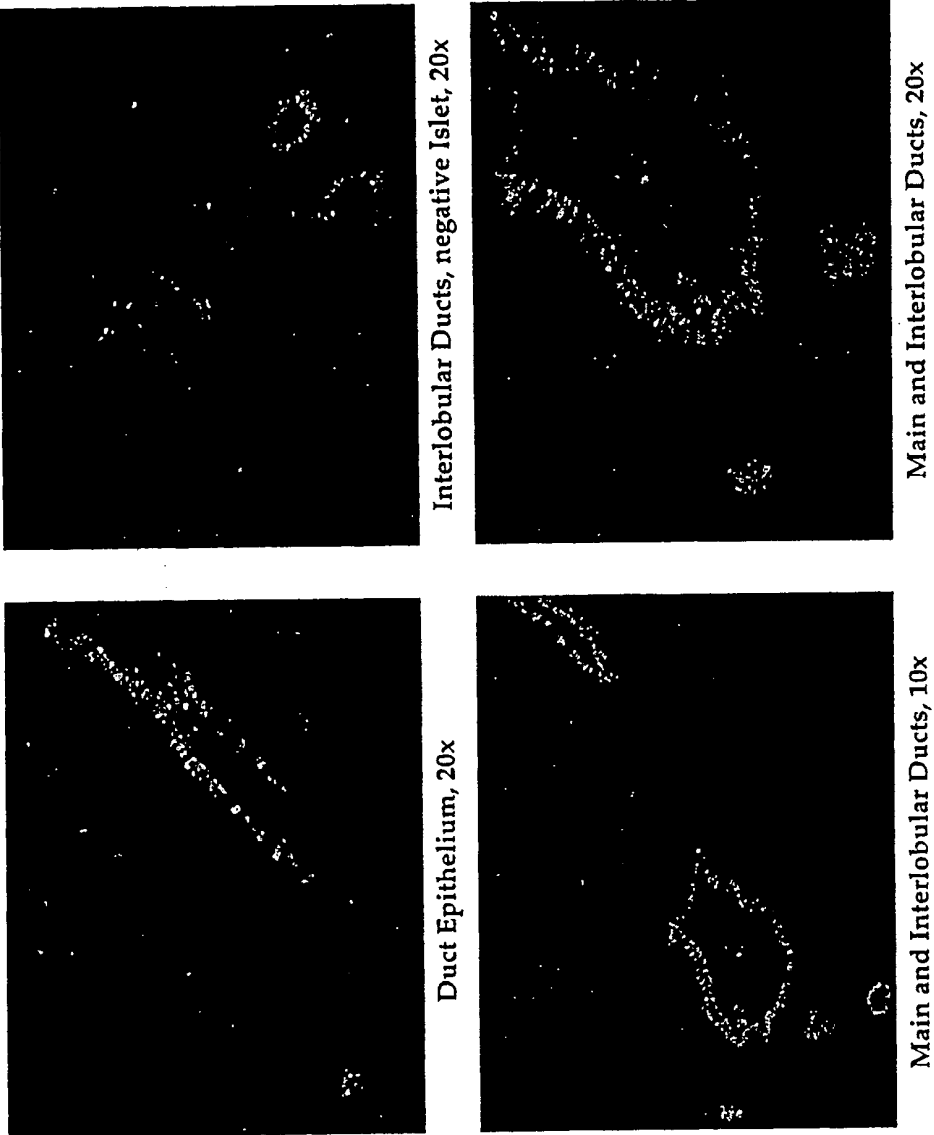 Duct Epithelium, 20x
Interlobular Ducts, negative Islet, 20x
Main and Interlobular Ducts, 10x
Main and Interlobular Ducts, 20x